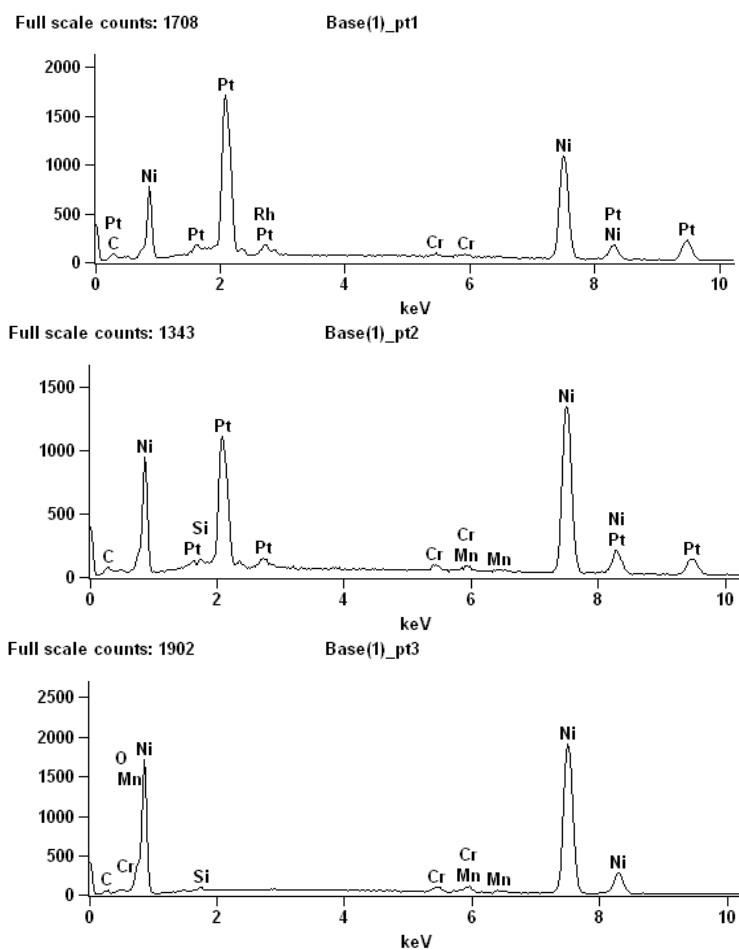 Full scale counts: 1708 Base(1)_pt1
2000
Pt
1500
Ni
1000
Ni
Rh
500
Pt
Pt
Pt
C
Pt
Pt
Cr
Cr
Ni
Pt
0
0 2 4 6 8 10
keV
Full scale counts: 1343 Base(1)_pt2
Ni
1500
Pt
Ni
1000
Si
Ni
500
Cr
C
Pt
Pt
Cr
Mn
Mn
Pt
Pt
0
0 2 4 6 8 10
keV
Full scale counts: 1902 Base(1)_pt3
2500
Ni
O
Ni
2000
Mn
1500
1000
Cr
500
C
Cr
Si
Cr
Mn
Mn
Ni
0
0 2 4 6 8 10
keV